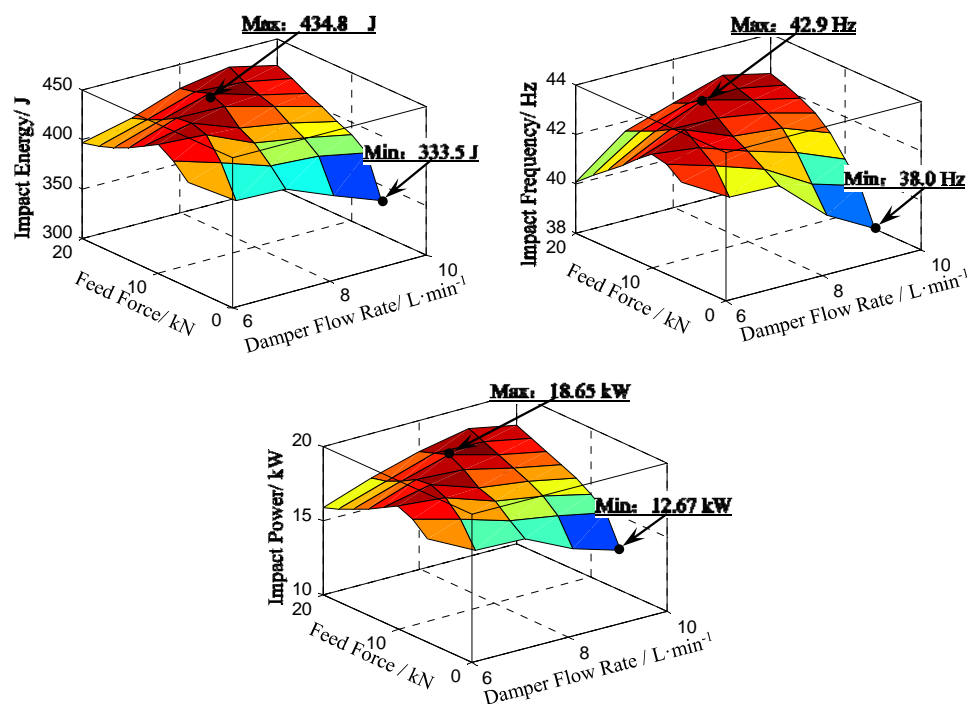 Max：434.8 J
450
400
350
300
Impact Energy/ J
Min：333.5 J
20
10
0
Feed Force/ kN
6
8
10
Damper Flow Rate/ L·min-1
Max：42.9 Hz
44
42
40
38
Impact Frequency/ Hz
Min：38.0 Hz
20
10
0
Feed Force / kN
6
8
10
Damper Flow Rate / L·min-1
Max：18.65 kW
20
15
10
Impact Power/ kW
Min：12.67 kW
20
10
0
Feed Force / kN
6
8
10
Damper Flow Rate / L·min-1